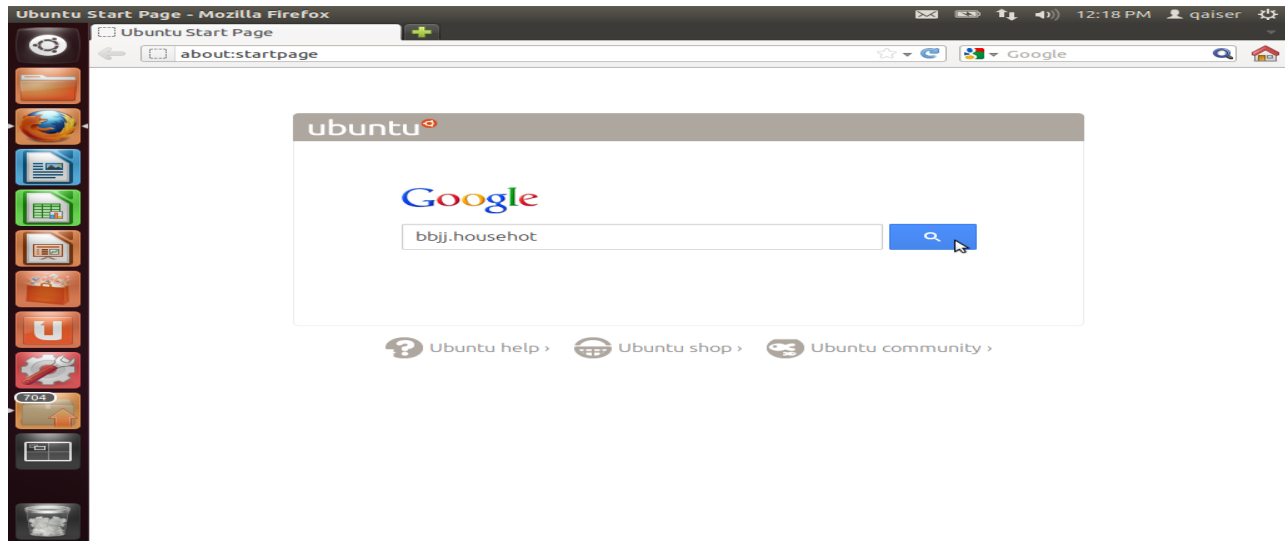 Ubuntu Start Page - Mozilla Firefox
12:18 PM
qaiser
Ubuntu Start Page
about:startpage
Google
ubuntu
Google
bbjj.househot
Ubuntu help ›
Ubuntu shop ›
Ubuntu community ›
U
704